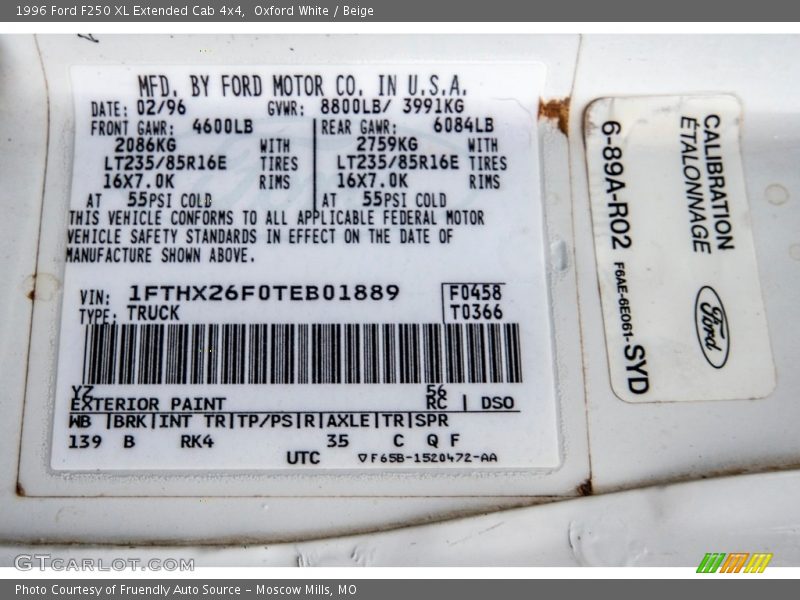 1996 Ford F250 XL Extended Cab 4x4,  Oxford White / Beige
MFD. BY FORD MOTOR CO. IN U.S.A.
DATE: 02/96 GVWR: 8800LB/ 3991KG
FRONT GAWR: 4600LB REAR GAWR: 6084LB
2086KG WITH 2759KG WITH
LT235/85R16E TIRES LT235/85R16E TIRES
16X7.0K RIMS 16X7.0K RIMS
AT 55PSI COLD AT 55PSI COLD
THIS VEHICLE CONFORMS TO ALL APPLICABLE FEDERAL MOTOR
VEHICLE SAFETY STANDARDS IN EFFECT ON THE DATE OF
MANUFACTURE SHOWN ABOVE.
VIN: 1FTHX26F0TEB01889 F0458
TYPE: TRUCK T0366
YZ 56
EXTERIOR PAINT RC | DSO
WB |BRK|INT TR|TP/PS|R|AXLE|TR|SPR
139 B RK4 35 C Q F
UTC ▽F65B-1520472-AA
CALIBRATION
ÉTALONNAGE
Ford
6-89A-R02 F6AE-6E061-SYD
GTCARLOT.COM
Photo Courtesy of Fruendly Auto Source – Moscow Mills, MO